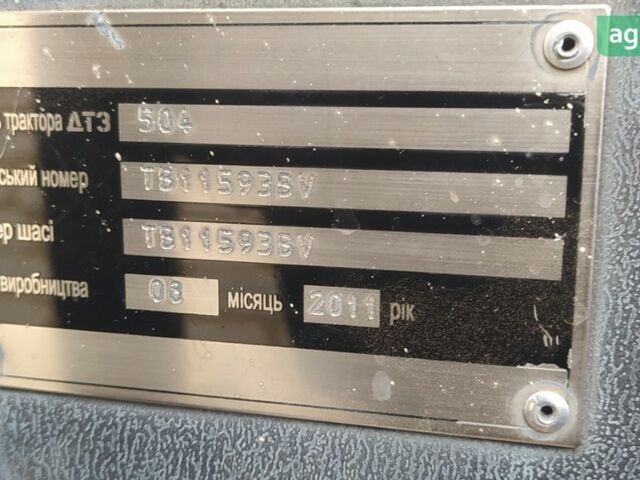 ag
трактора ДТЗ 504
ський номер TB115938V
ер шасі TB115938V
виробництва 08 місяць 2011 рік